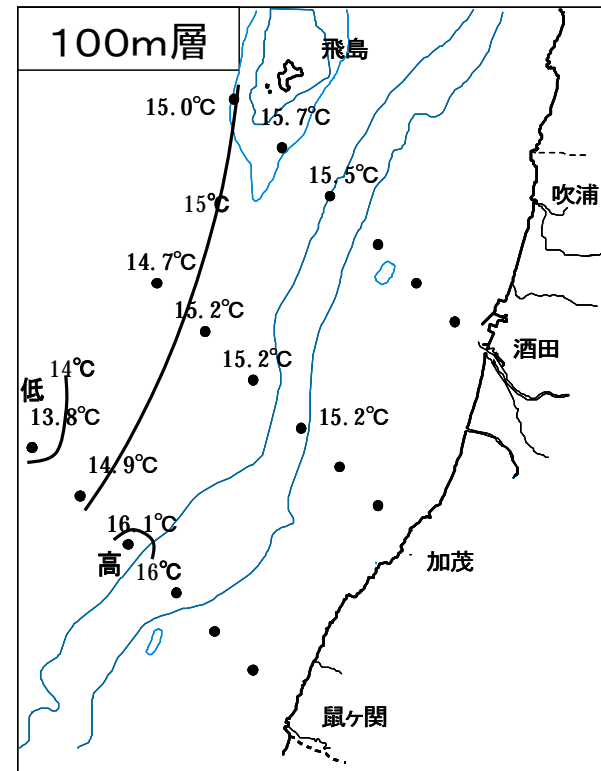 100m層
飛島
15.0℃
15.7℃
15.5℃
吹浦
15℃
14.7℃
15.2℃
酒田
14℃
低
15.2℃
13.8℃
15.2℃
14.9℃
16.1℃
高
16℃
加茂
鼠ヶ関